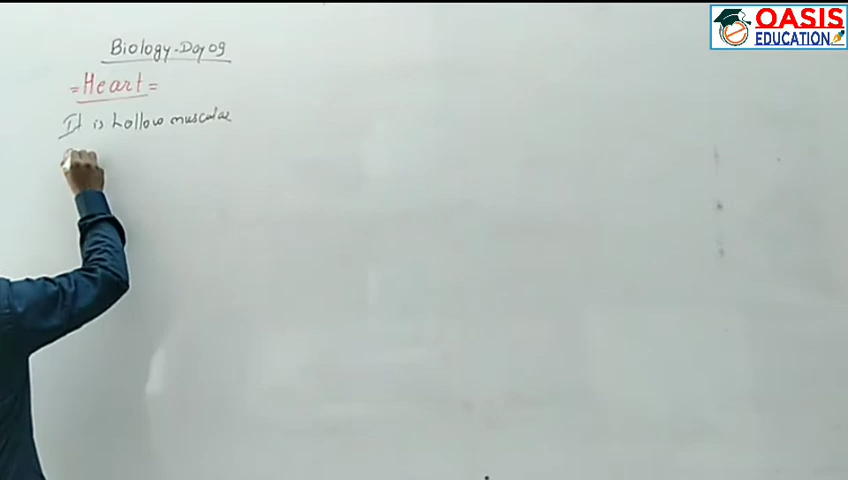 OASIS
EDUCATION
Biology-Day 09
=Heart=
It is hollow muscular